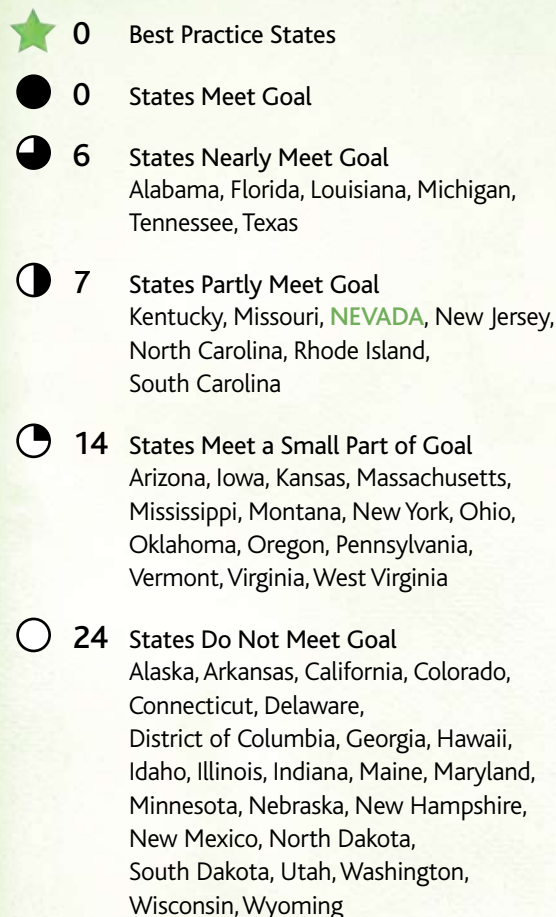 0 Best Practice States
0 States Meet Goal
6 States Nearly Meet Goal
Alabama, Florida, Louisiana, Michigan,
Tennessee, Texas
7 States Partly Meet Goal
Kentucky, Missouri, NEVADA, New Jersey,
North Carolina, Rhode Island,
South Carolina
14 States Meet a Small Part of Goal
Arizona, Iowa, Kansas, Massachusetts,
Mississippi, Montana, New York, Ohio,
Oklahoma, Oregon, Pennsylvania,
Vermont, Virginia, West Virginia
24 States Do Not Meet Goal
Alaska, Arkansas, California, Colorado,
Connecticut, Delaware,
District of Columbia, Georgia, Hawaii,
Idaho, Illinois, Indiana, Maine, Maryland,
Minnesota, Nebraska, New Hampshire,
New Mexico, North Dakota,
South Dakota, Utah, Washington,
Wisconsin, Wyoming